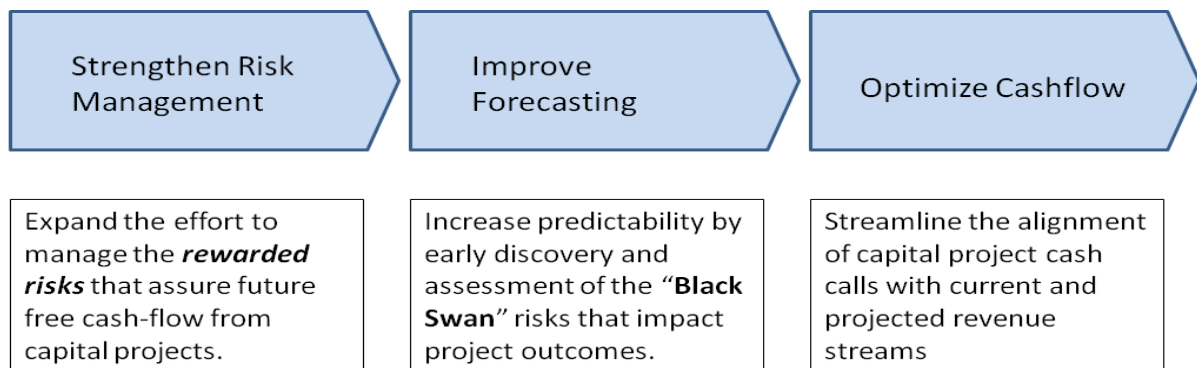 Strengthen Risk
Management
Improve
Forecasting
Optimize Cashflow
Expand the effort to
manage the rewarded
risks that assure future
free cash-flow from
capital projects.
Increase predictability by
early discovery and
assessment of the “Black
Swan” risks that impact
project outcomes.
Streamline the alignment
of capital project cash
calls with current and
projected revenue
streams